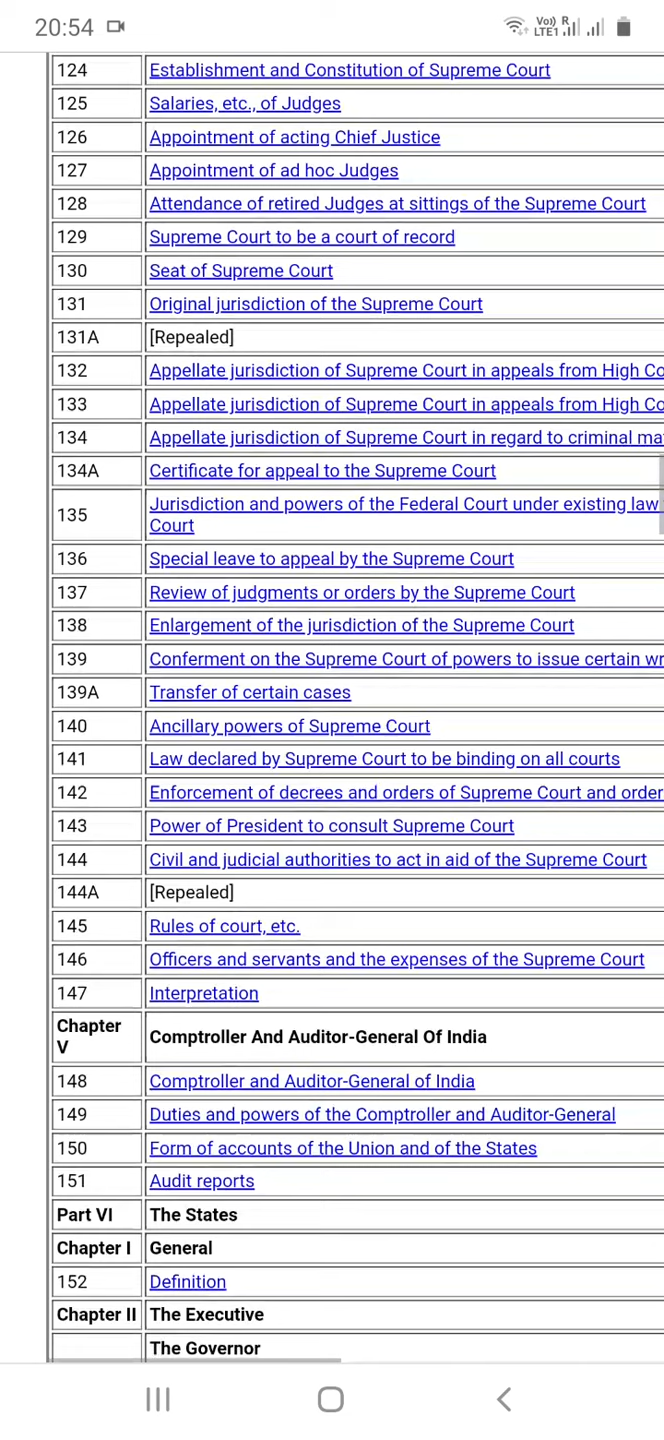 20:54
Vo)) R
LTE1
124 Establishment and Constitution of Supreme Court
125 Salaries, etc., of Judges
126 Appointment of acting Chief Justice
127 Appointment of ad hoc Judges
128 Attendance of retired Judges at sittings of the Supreme Court
129 Supreme Court to be a court of record
130 Seat of Supreme Court
131 Original jurisdiction of the Supreme Court
131A [Repealed]
132 Appellate jurisdiction of Supreme Court in appeals from High Co
133 Appellate jurisdiction of Supreme Court in appeals from High Co
134 Appellate jurisdiction of Supreme Court in regard to criminal ma
134A Certificate for appeal to the Supreme Court
135 Jurisdiction and powers of the Federal Court under existing law
Court
136 Special leave to appeal by the Supreme Court
137 Review of judgments or orders by the Supreme Court
138 Enlargement of the jurisdiction of the Supreme Court
139 Conferment on the Supreme Court of powers to issue certain wr
139A Transfer of certain cases
140 Ancillary powers of Supreme Court
141 Law declared by Supreme Court to be binding on all courts
142 Enforcement of decrees and orders of Supreme Court and order
143 Power of President to consult Supreme Court
144 Civil and judicial authorities to act in aid of the Supreme Court
144A [Repealed]
145 Rules of court, etc.
146 Officers and servants and the expenses of the Supreme Court
147 Interpretation
Chapter
V Comptroller And Auditor-General Of India
148 Comptroller and Auditor-General of India
149 Duties and powers of the Comptroller and Auditor-General
150 Form of accounts of the Union and of the States
151 Audit reports
Part VI The States
Chapter I General
152 Definition
Chapter II The Executive
The Governor